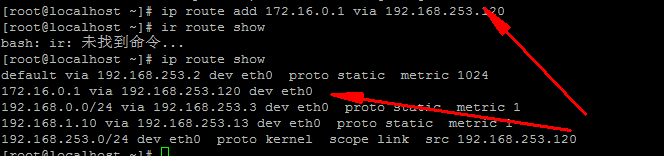 [root@localhost ~]# ip route add 172.16.0.1 via 192.168.253.120
[root@localhost ~]# ir route show
bash: ir: 未找到命令...
[root@localhost ~]# ip route show
default via 192.168.253.2 dev eth0  proto static  metric 1024
172.16.0.1 via 192.168.253.120 dev eth0
192.168.0.0/24 via 192.168.253.3 dev eth0  proto static  metric 1
192.168.1.10 via 192.168.253.13 dev eth0  proto static  metric 1
192.168.253.0/24 dev eth0  proto kernel  scope link  src 192.168.253.120
[root@localhost ~]#